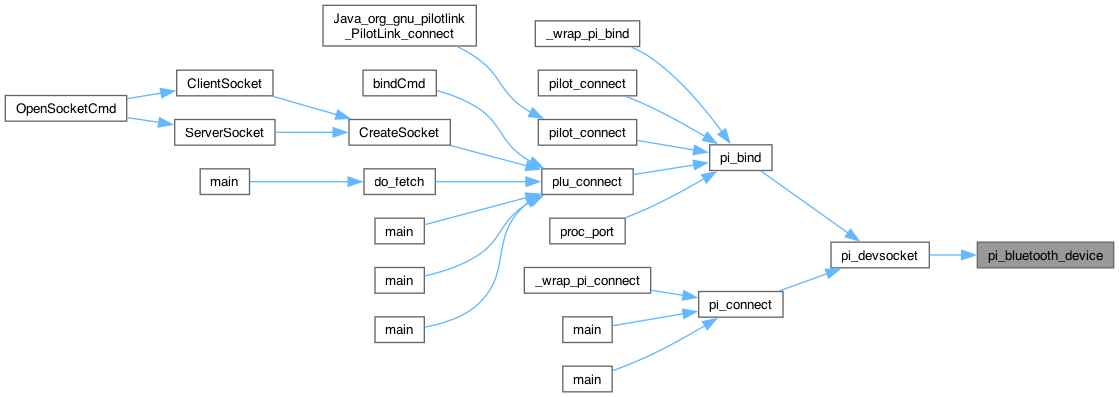 Java_org_gnu_pilotlink
_PilotLink_connect
_wrap_pi_bind
ClientSocket
bindCmd
pilot_connect
OpenSocketCmd
ServerSocket
CreateSocket
pilot_connect
pi_bind
main
do_fetch
plu_connect
main
proc_port
pi_devsocket
pi_bluetooth_device
main
_wrap_pi_connect
pi_connect
main
main
main